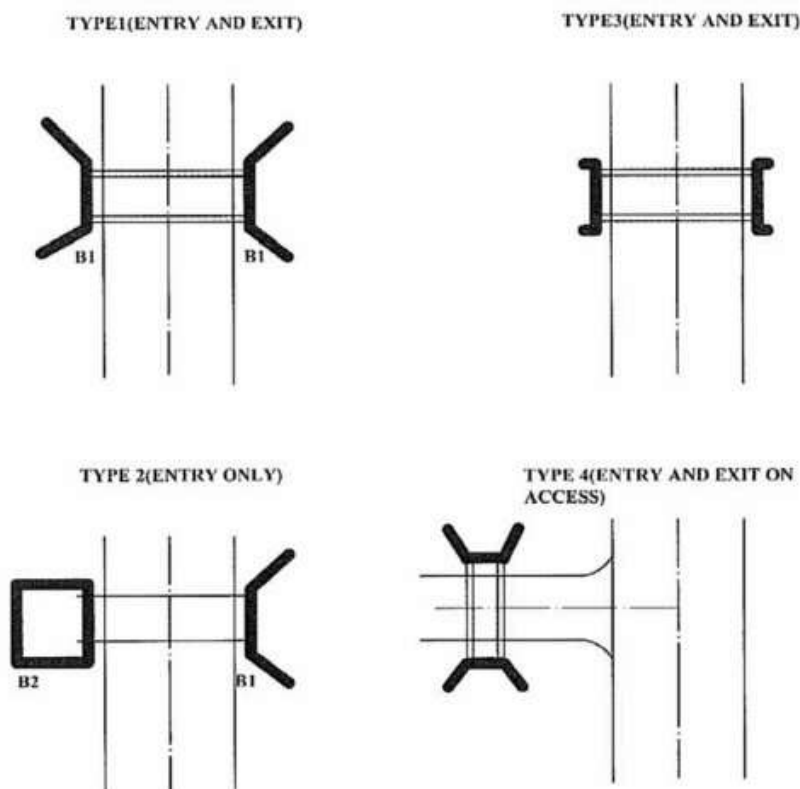 TYPE1(ENTRY AND EXIT)
TYPE3(ENTRY AND EXIT)
B1
B1
TYPE 2(ENTRY ONLY)
TYPE 4(ENTRY AND EXIT ON
ACCESS)
B2
B1